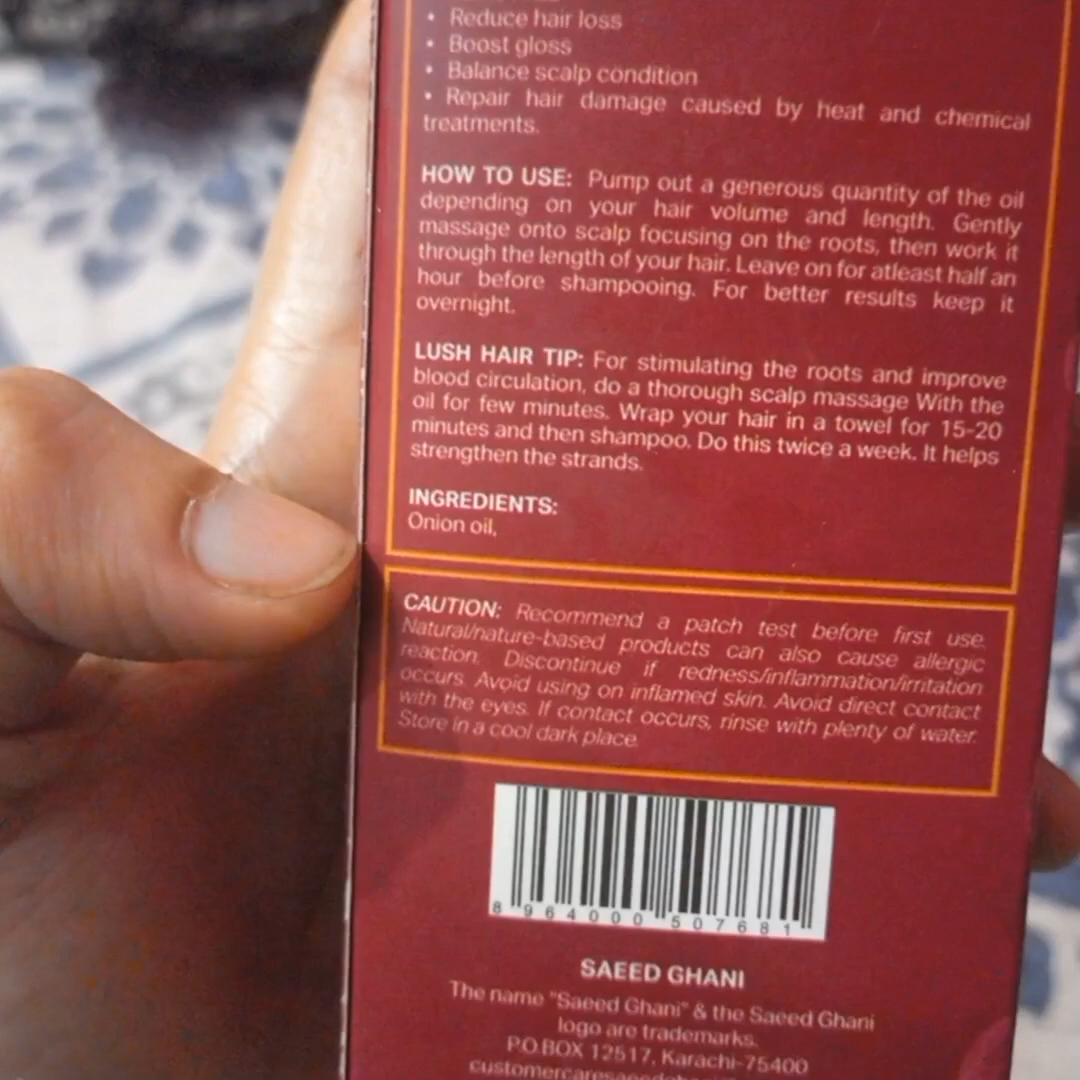 • Reduce hair loss
• Boost gloss
• Balance scalp condition
• Repair hair damage caused by heat and chemical
treatments.
HOW TO USE: Pump out a generous quantity of the oil
depending on your hair volume and length. Gently
massage onto scalp focusing on the roots, then work it
through the length of your hair. Leave on for atleast half an
hour before shampooing. For better results keep it
overnight.
LUSH HAIR TIP: For stimulating the roots and improve
blood circulation, do a thorough scalp massage With the
oil for few minutes. Wrap your hair in a towel for 15-20
minutes and then shampoo. Do this twice a week. It helps
strengthen the strands.
INGREDIENTS:
Onion oil,
CAUTION: Recommend a patch test before first use.
Natural/nature-based products can also cause allergic
reaction. Discontinue if redness/inflammation/irritation
occurs. Avoid using on inflamed skin. Avoid direct contact
with the eyes. If contact occurs, rinse with plenty of water.
Store in a cool dark place.
8 964000 507681
SAEED GHANI
The name "Saeed Ghani" & the Saeed Ghani
logo are trademarks.
P.O.BOX 12517, Karachi-75400